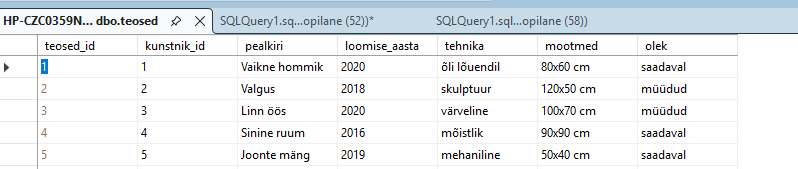 HP-CZC0359N... dbo.teosed SQLQuery1.sq...opilane (52))* SQLQuery1.sql...opilane (58))
teosed_id kunstnik_id pealkiri loomise_aasta tehnika mootmed olek
1 1 Vaikne hommik 2020 õli lõuendil 80x60 cm saadaval
2 2 Valgus 2018 skulptuur 120x50 cm müüdud
3 3 Linn öös 2020 värveline 100x70 cm müüdud
4 4 Sinine ruum 2016 mõistlik 90x90 cm saadaval
5 5 Joonte mäng 2019 mehaniline 50x40 cm saadaval